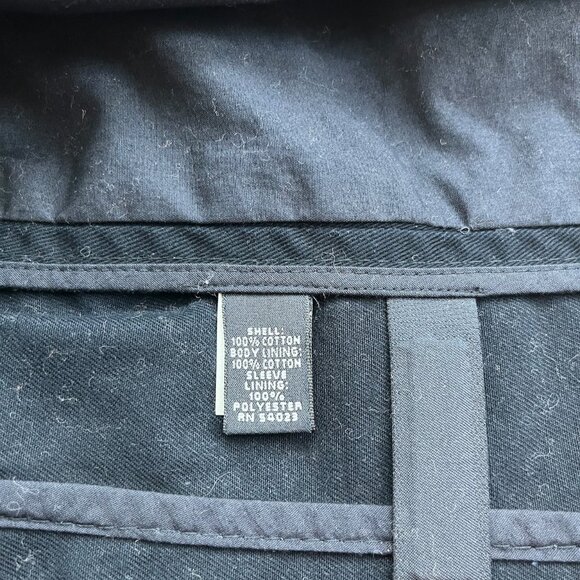 SHELL:
100% COTTON
BODY LINING:
100% COTTON
SLEEVE
LINING:
100%
POLYESTER
RN 54023